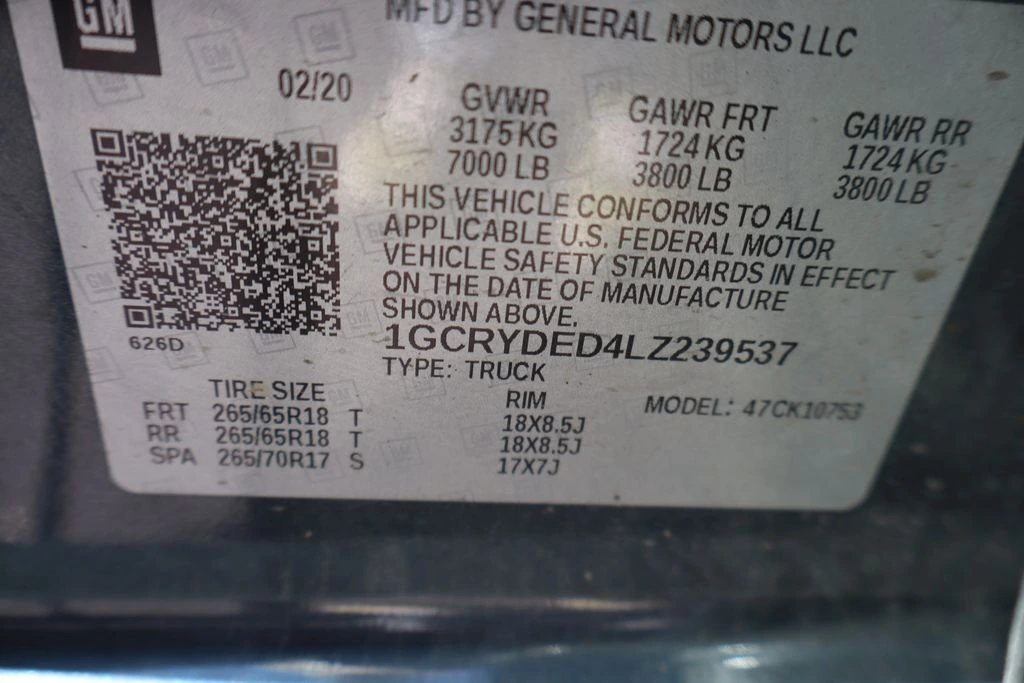 GM
MFD BY GENERAL MOTORS LLC
02/20
GVWR GAWR FRT GAWR RR
3175 KG 1724 KG 1724 KG
7000 LB 3800 LB 3800 LB
THIS VEHICLE CONFORMS TO ALL
APPLICABLE U.S. FEDERAL MOTOR
VEHICLE SAFETY STANDARDS IN EFFECT
ON THE DATE OF MANUFACTURE
SHOWN ABOVE.
626D
1GCRYDED4LZ239537
TYPE: TRUCK
TIRE SIZE RIM MODEL: 47CK10753
FRT 265/65R18 T 18X8.5J
RR 265/65R18 T 18X8.5J
SPA 265/70R17 S 17X7J